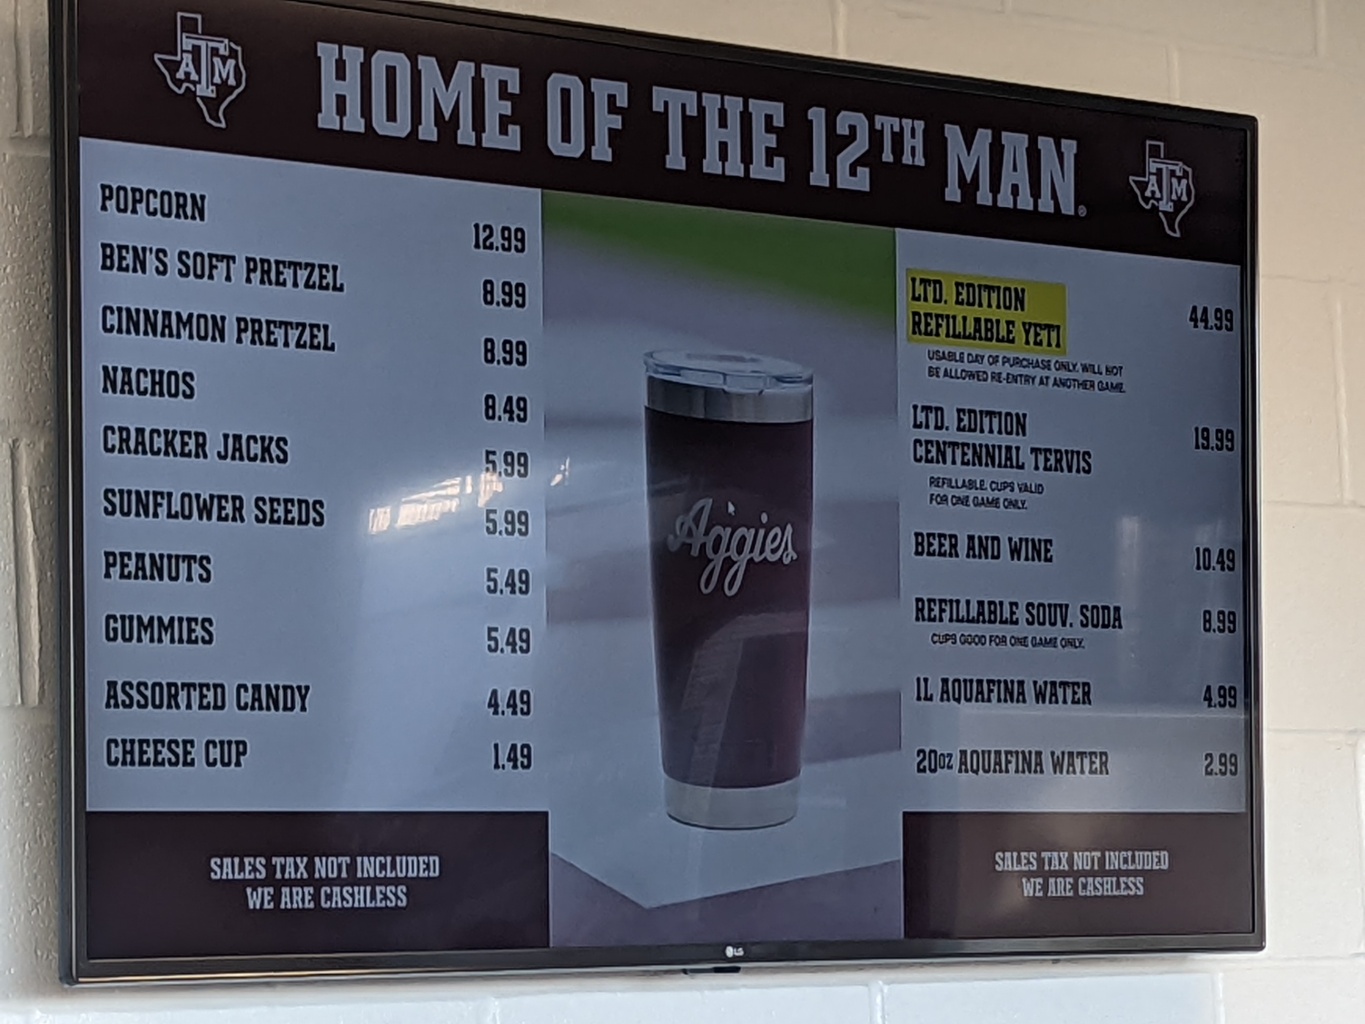 ATM
HOME OF THE 12TH MAN®
ATM
POPCORN 12.99
BEN'S SOFT PRETZEL 8.99
CINNAMON PRETZEL 8.99
NACHOS 8.49
CRACKER JACKS 5.99
SUNFLOWER SEEDS 5.99
PEANUTS 5.49
GUMMIES 5.49
ASSORTED CANDY 4.49
CHEESE CUP 1.49
SALES TAX NOT INCLUDED
WE ARE CASHLESS
Aggies
LTD. EDITION
REFILLABLE YETI 44.99
USABLE DAY OF PURCHASE ONLY. WILL NOT
BE ALLOWED RE-ENTRY AT ANOTHER GAME.
LTD. EDITION
CENTENNIAL TERVIS 19.99
REFILLABLE. CUPS VALID
FOR ONE GAME ONLY.
BEER AND WINE 10.49
REFILLABLE SOUV. SODA 8.99
CUPS GOOD FOR ONE GAME ONLY.
1L AQUAFINA WATER 4.99
20OZ AQUAFINA WATER 2.99
SALES TAX NOT INCLUDED
WE ARE CASHLESS
LG